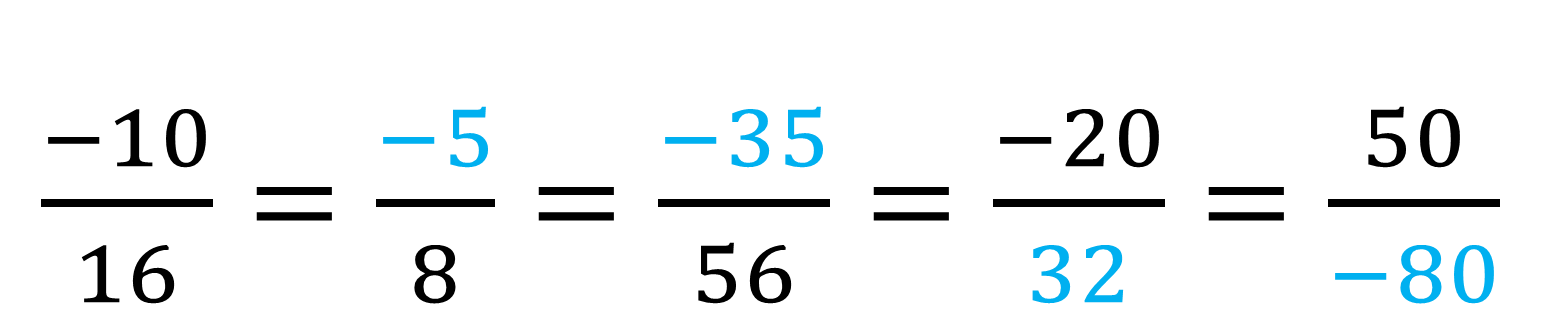 −10/16 = −5/8 = −35/56 = −20/32 = 50/−80